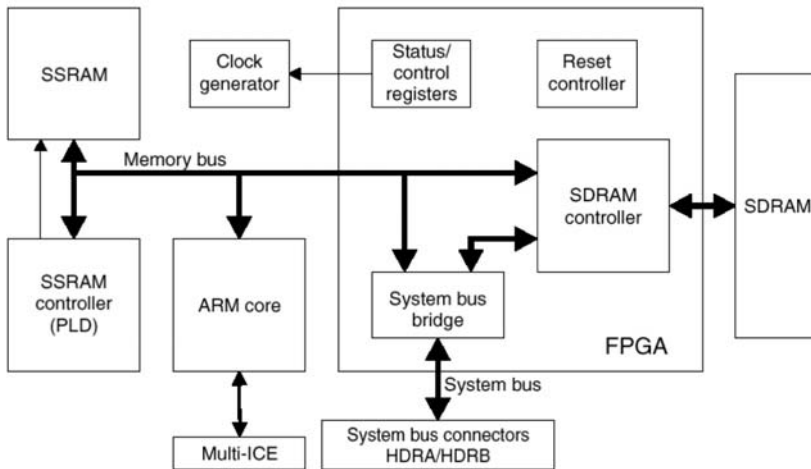 SSRAM
Clock
generator
Status/
control
registers
Reset
controller
Memory bus
SDRAM
controller
SDRAM
SSRAM
controller
(PLD)
ARM core
System bus
bridge
FPGA
System bus
Multi-ICE
System bus connectors
HDRA/HDRB